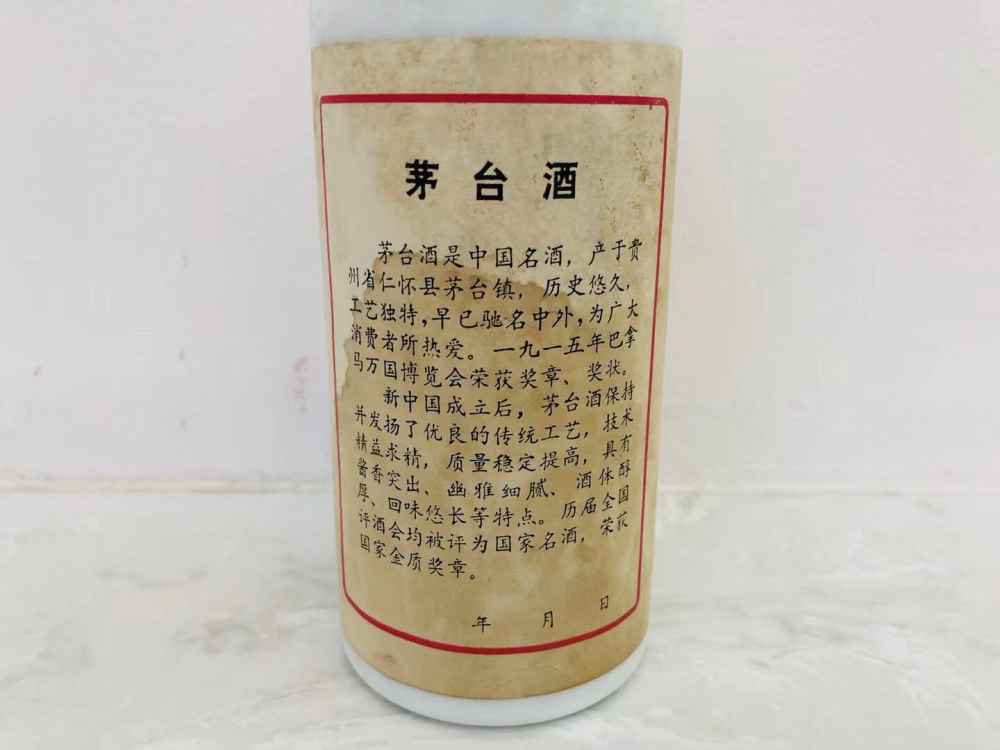 茅台酒
茅台酒是中国名酒，产于贵
州省仁怀县茅台镇，历史悠久，
工艺独特，早已驰名中外，为广大
消费者所热爱。一九一五年巴拿
马万国博览会荣获奖章、奖状。
新中国成立后，茅台酒保持
并发扬了优良的传统工艺，技术
精益求精，质量稳定提高，具有
酱香突出、幽雅细腻、酒体醇
厚、回味悠长等特点。历届全国
评酒会均被评为国家名酒，荣获
国家金质奖章。
年 月 日